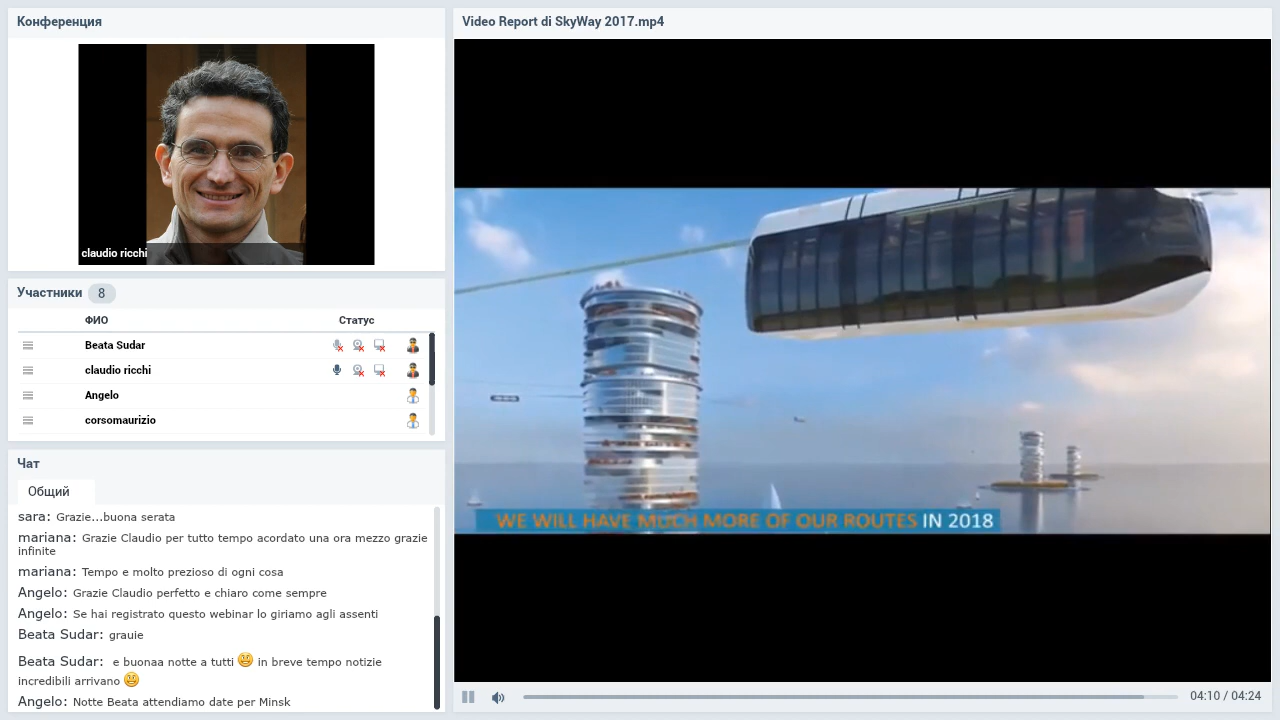 Конференция
claudio ricchi
Участники 8
ФИО Статус
Beata Sudar
claudio ricchi
Angelo
corsomaurizio
Чат
Общий
sara: Grazie...buona serata
mariana: Grazie Claudio per tutto tempo acordato una ora mezzo grazie
infinite
mariana: Tempo e molto prezioso di ogni cosa
Angelo: Grazie Claudio perfetto e chiaro come sempre
Angelo: Se hai registrato questo webinar lo giriamo agli assenti
Beata Sudar: grauie
Beata Sudar: e buonaa notte a tutti in breve tempo notizie
incredibili arrivano
Angelo: Notte Beata attendiamo date per Minsk
Video Report di SkyWay 2017.mp4
WE WILL HAVE MUCH MORE OF OUR ROUTES IN 2018
04:10 / 04:24